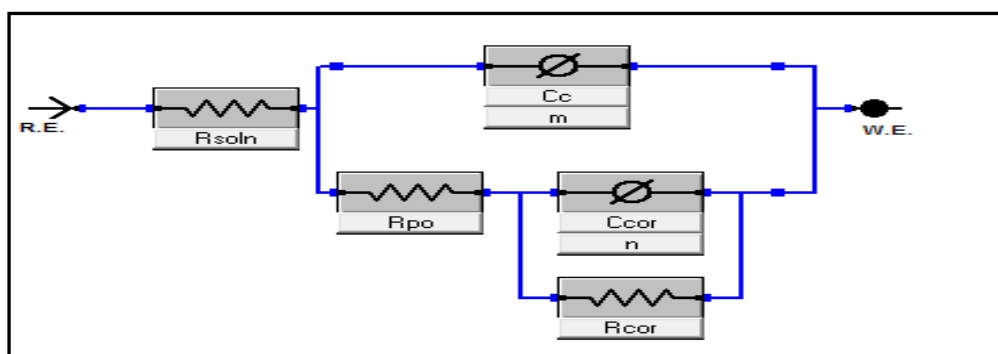 Cc
m
R.E.
Rsoln
W.E.
Rpo
Ccor
n
Rcor